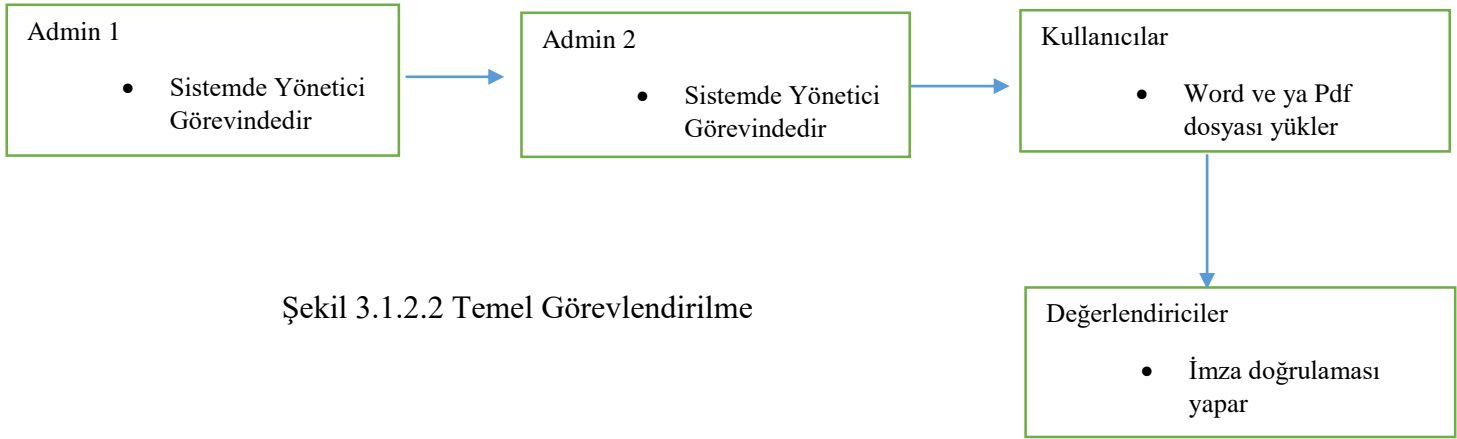 Admin 1
• Sistemde Yönetici
Görevindedir
Admin 2
• Sistemde Yönetici
Görevindedir
Kullanıcılar
• Word ve ya Pdf
dosyası yükler
Şekil 3.1.2.2 Temel Görevlendirilme
Değerlendiriciler
• İmza doğrulaması
yapar